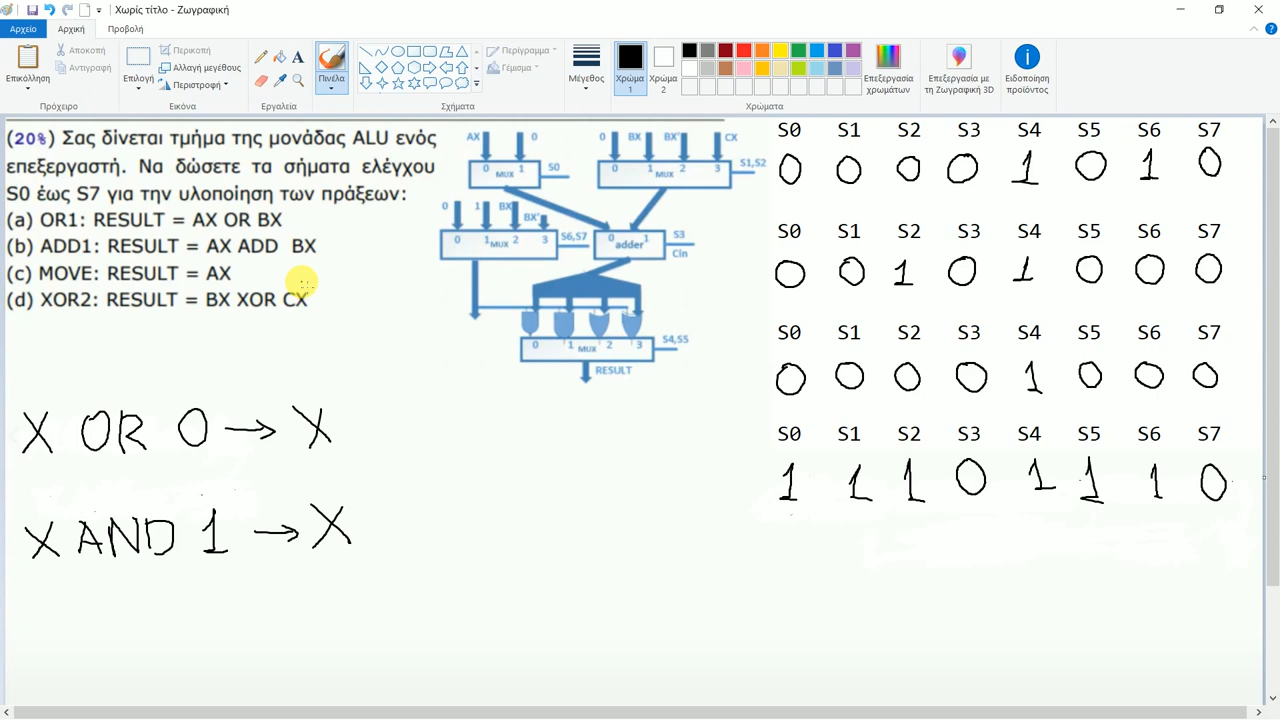 Χωρίς τίτλο - Ζωγραφική
Αρχείο Αρχική Προβολή
Επικόλληση
Αποκοπή
Αντιγραφή
Πρόχειρο
Επιλογή
Περικοπή
Αλλαγή μεγέθους
Περιστροφή
Εικόνα
A
Εργαλεία
Πινέλα
Περίγραμμα
Γέμισμα
Σχήματα
Μέγεθος
Χρώμα 1
Χρώμα 2
Επεξεργασία χρωμάτων
Χρώματα
Επεξεργασία με τη Ζωγραφική 3D
Ειδοποίηση προϊόντος
(20%) Σας δίνεται τμήμα της μονάδας ALU ενός
επεξεργαστή. Να δώσετε τα σήματα ελέγχου
S0 έως S7 για την υλοποίηση των πράξεων:
(a) OR1: RESULT = AX OR BX
(b) ADD1: RESULT = AX ADD BX
(c) MOVE: RESULT = AX
(d) XOR2: RESULT = BX XOR CX
AX 0
0 MUX 1 S0
0 BX BX' CX
0 1 MUX 2 3 S1,S2
0 1 BX BX'
0 1 MUX 2 3 S6,S7
0 adder 1 S3
Cin
0 1 MUX 2 3 S4,S5
RESULT
X OR 0 → X
X AND 1 → X
S0 S1 S2 S3 S4 S5 S6 S7
0 0 0 0 1 0 1 0
S0 S1 S2 S3 S4 S5 S6 S7
0 0 1 0 1 0 0 0
S0 S1 S2 S3 S4 S5 S6 S7
0 0 0 0 1 0 0 0
S0 S1 S2 S3 S4 S5 S6 S7
1 1 1 0 1 1 1 0